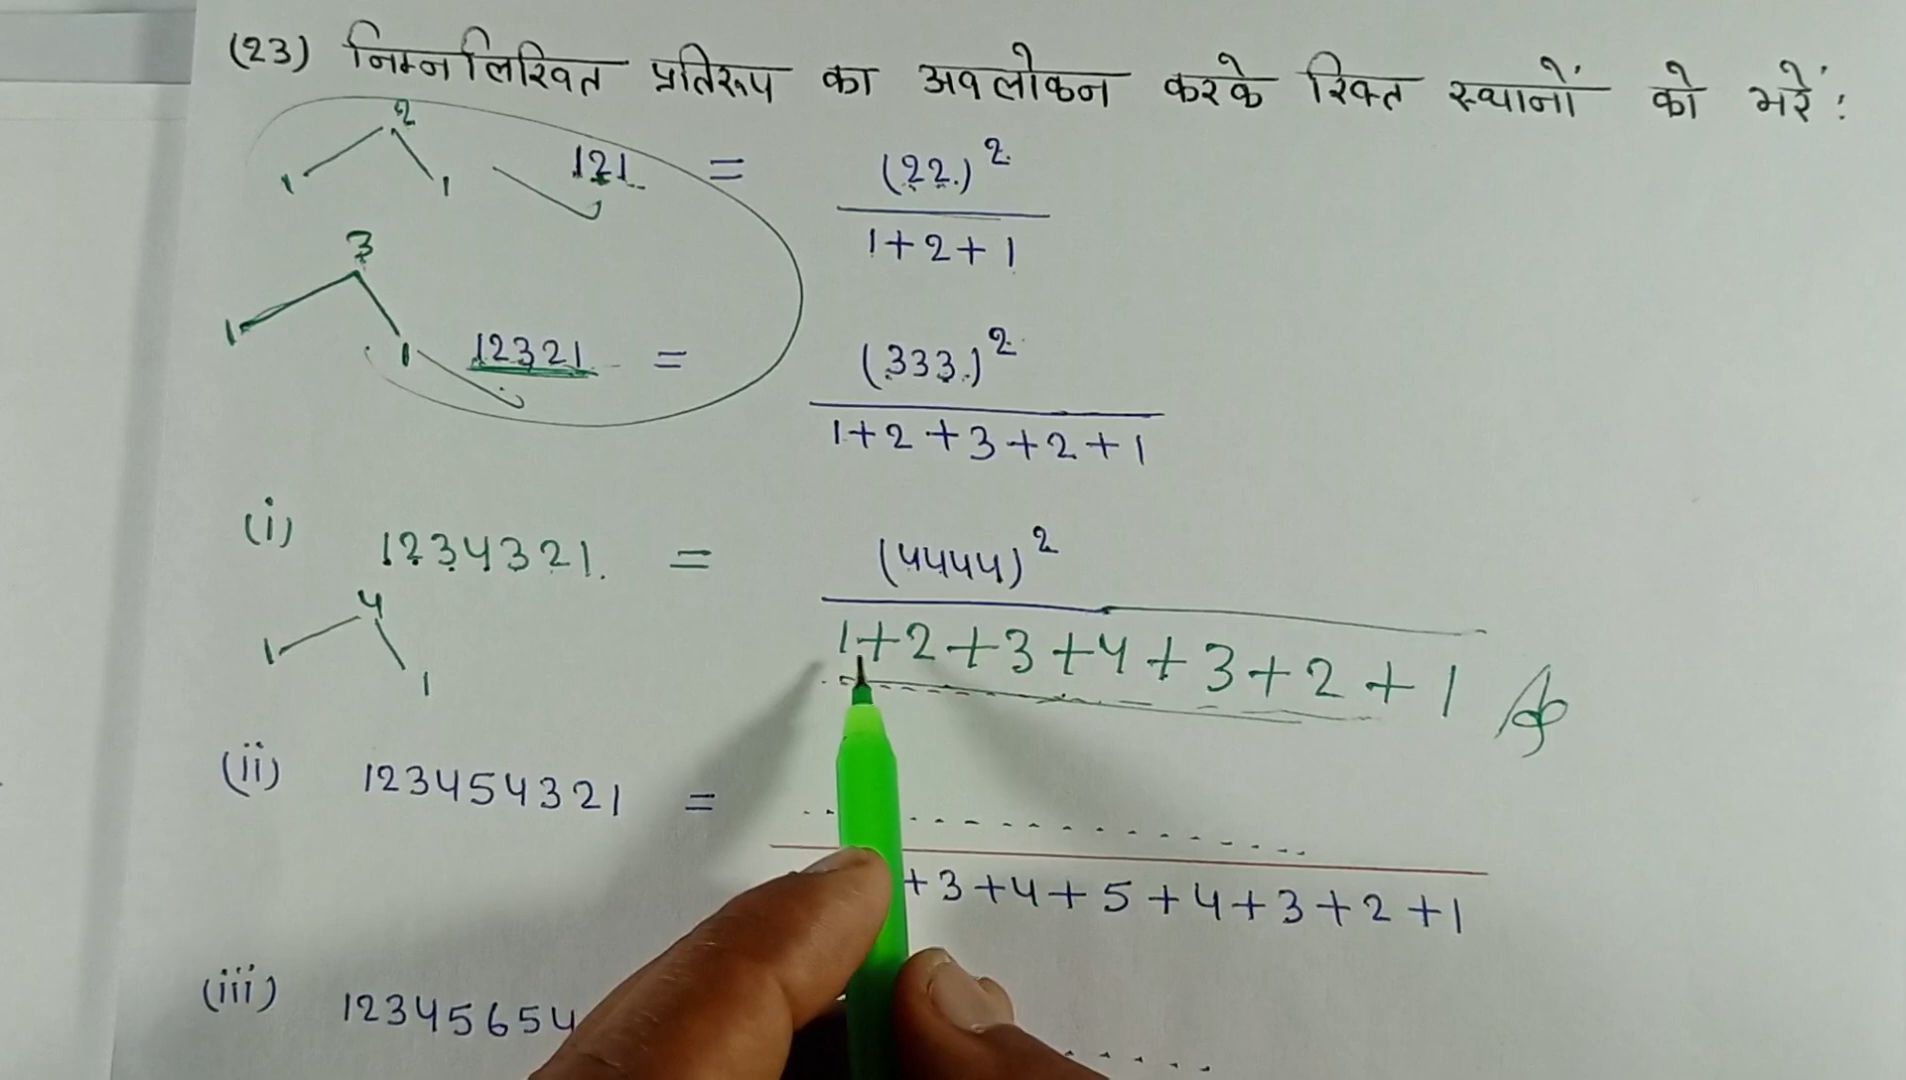 (23) निम्नलिखित प्रतिरूप का अवलोकन करके रिक्त स्थानों को भरें :
2
1 1
121 = (22)²
1+2+1
3
1 1
12321 = (333)²
1+2+3+2+1
(i) 1234321 = (4444)²
1+2+3+4+3+2+1
4
1 1
(ii) 123454321 = ..............
+3+4+5+4+3+2+1
(iii) 12345654